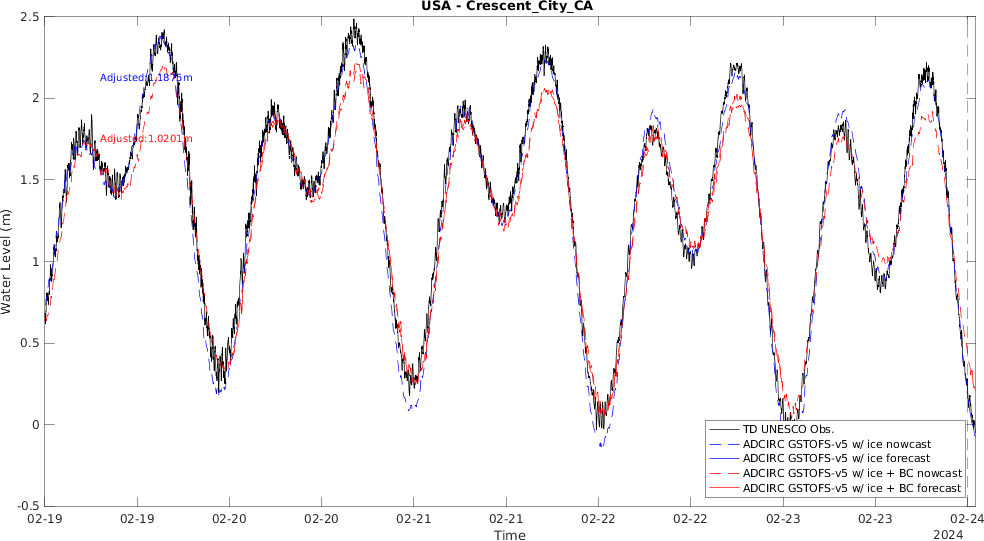 USA - Crescent_City_CA
2.5
2
1.5
1
0.5
0
-0.5
Water Level (m)
Adjusted:1.1875m
Adjusted:1.0201m
TD UNESCO Obs.
ADCIRC GSTOFS-v5 w/ ice nowcast
ADCIRC GSTOFS-v5 w/ ice forecast
ADCIRC GSTOFS-v5 w/ ice + BC nowcast
ADCIRC GSTOFS-v5 w/ ice + BC forecast
02-19 02-19 02-20 02-20 02-21 02-21 02-22 02-22 02-23 02-23 02-24
Time
2024